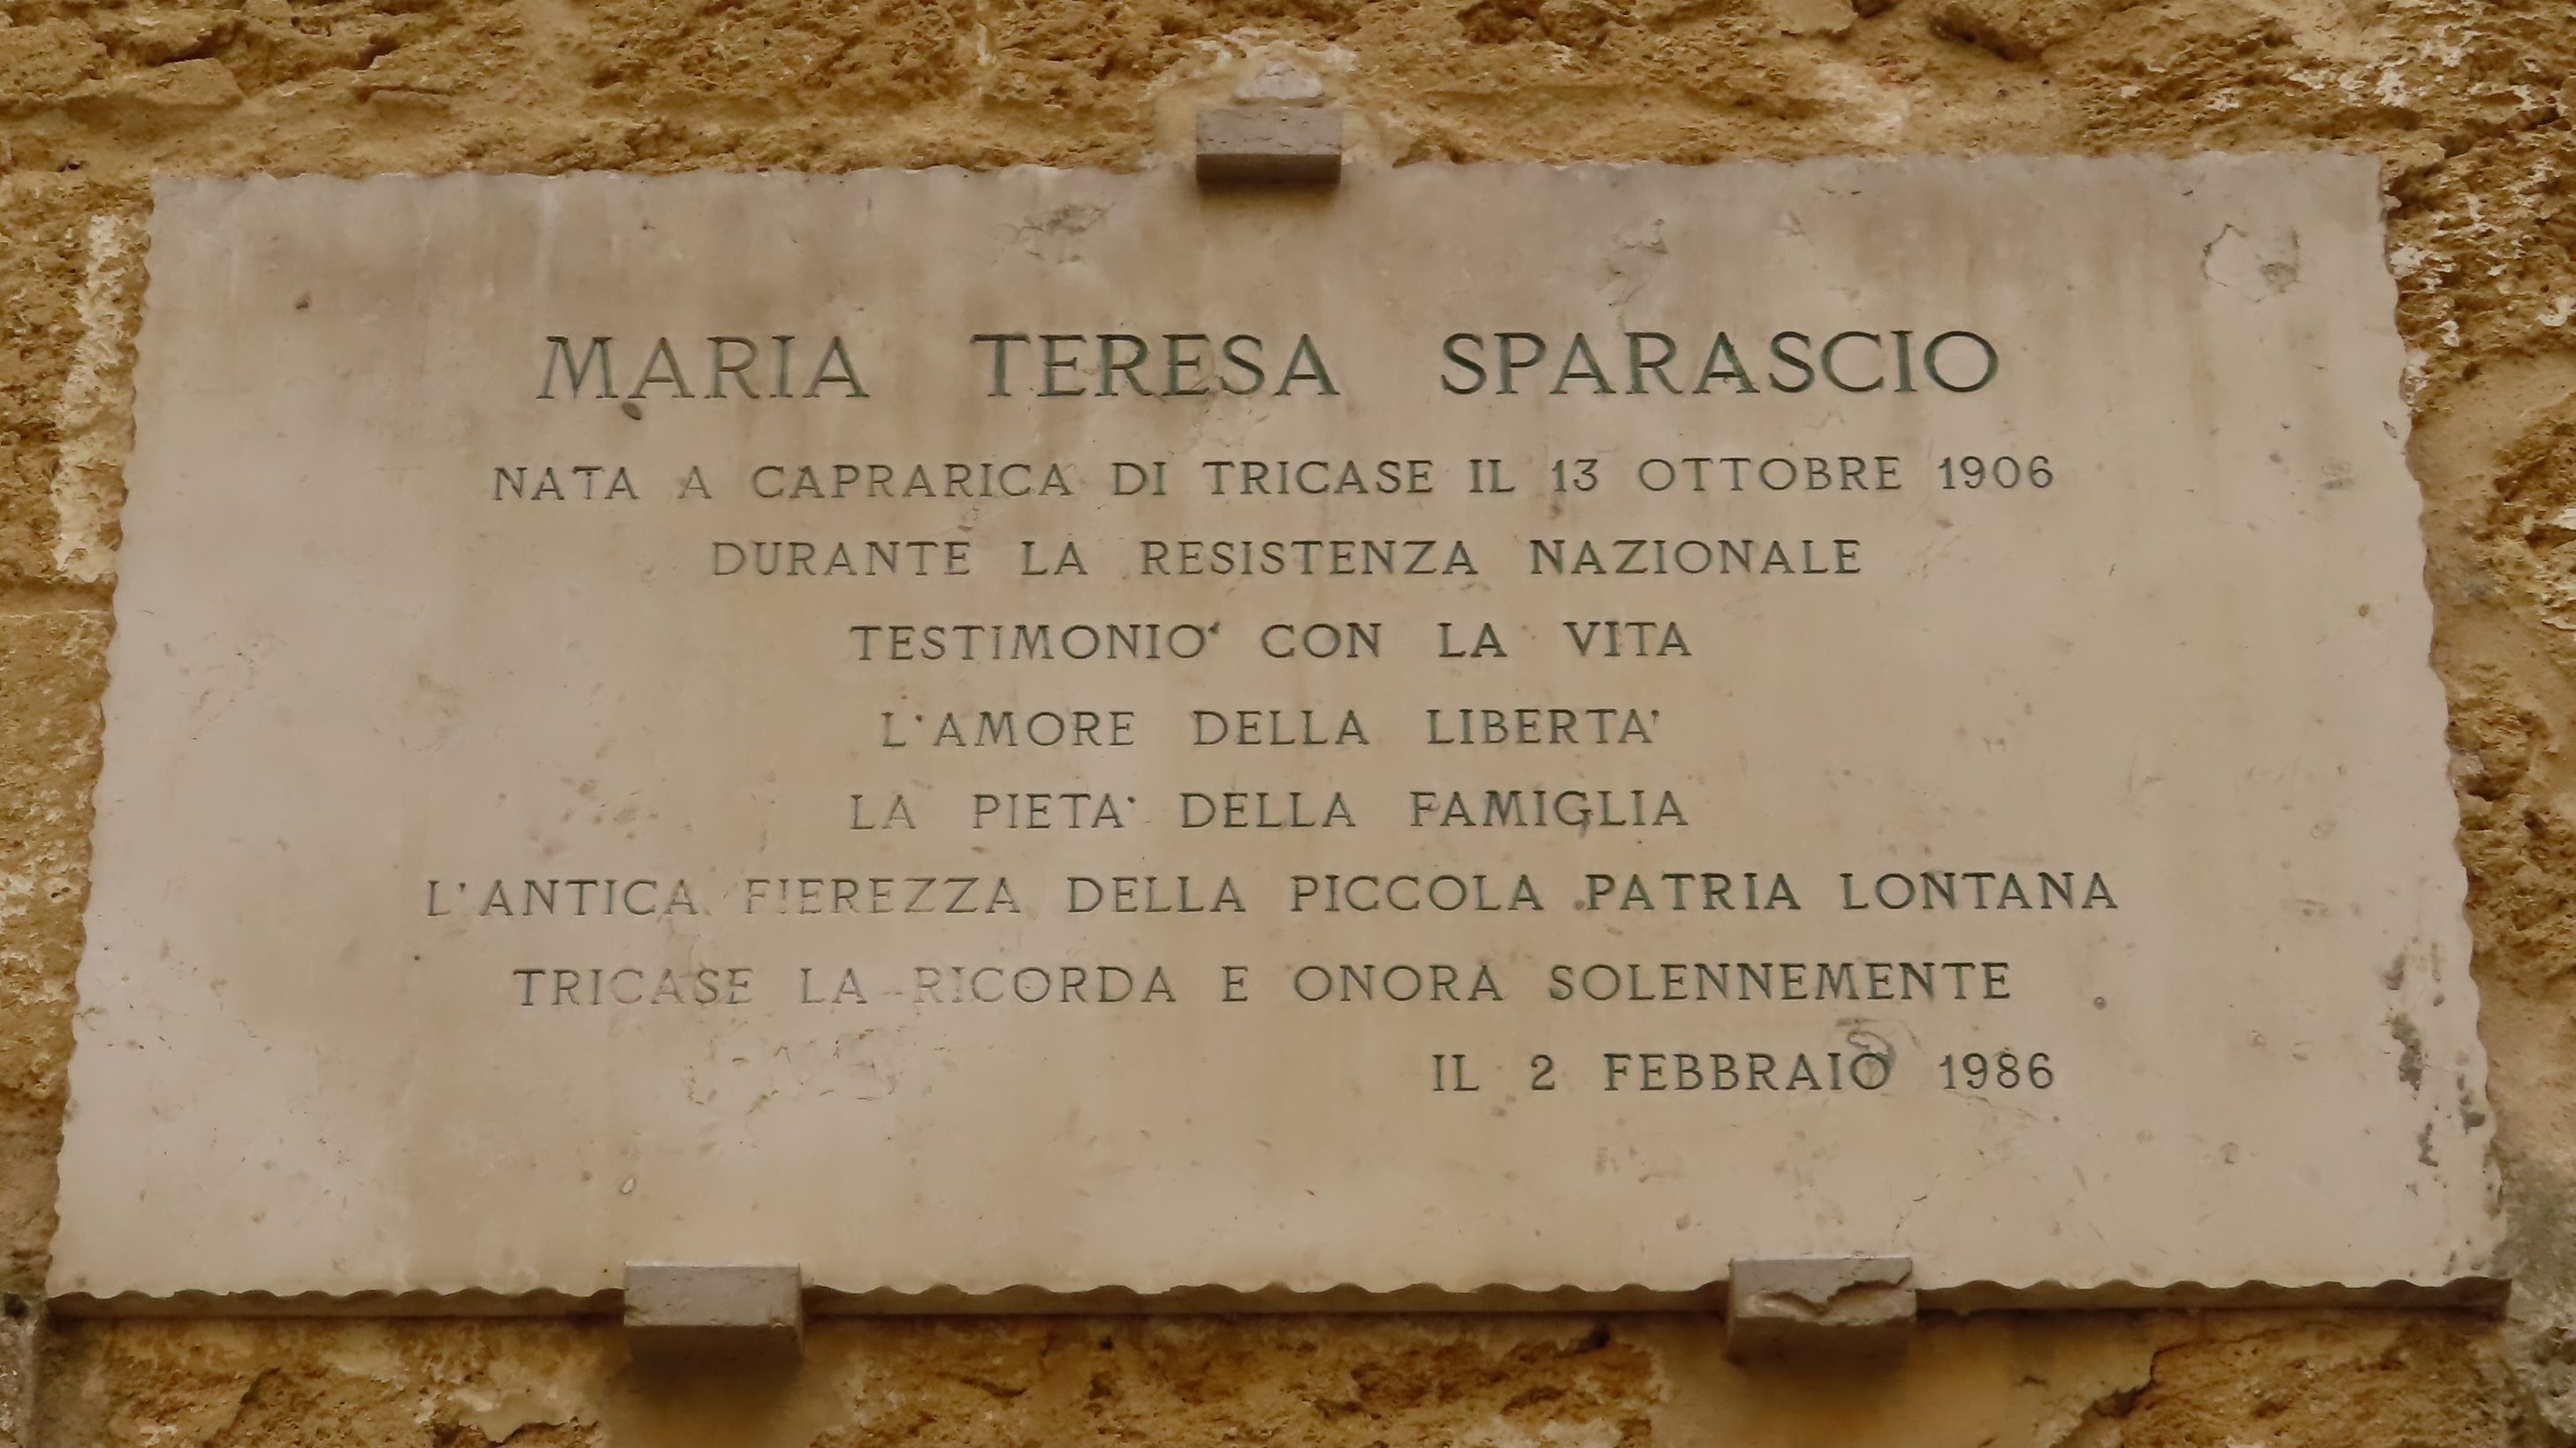 MARIA TERESA SPARASCIO
NATA A CAPRARICA DI TRICASE IL 13 OTTOBRE 1906
DURANTE LA RESISTENZA NAZIONALE
TESTIMONIO' CON LA VITA
L'AMORE DELLA LIBERTA'
LA PIETA' DELLA FAMIGLIA
L'ANTICA FIEREZZA DELLA PICCOLA PATRIA LONTANA
TRICASE LA RICORDA E ONORA SOLENNEMENTE
IL 2 FEBBRAIO 1986